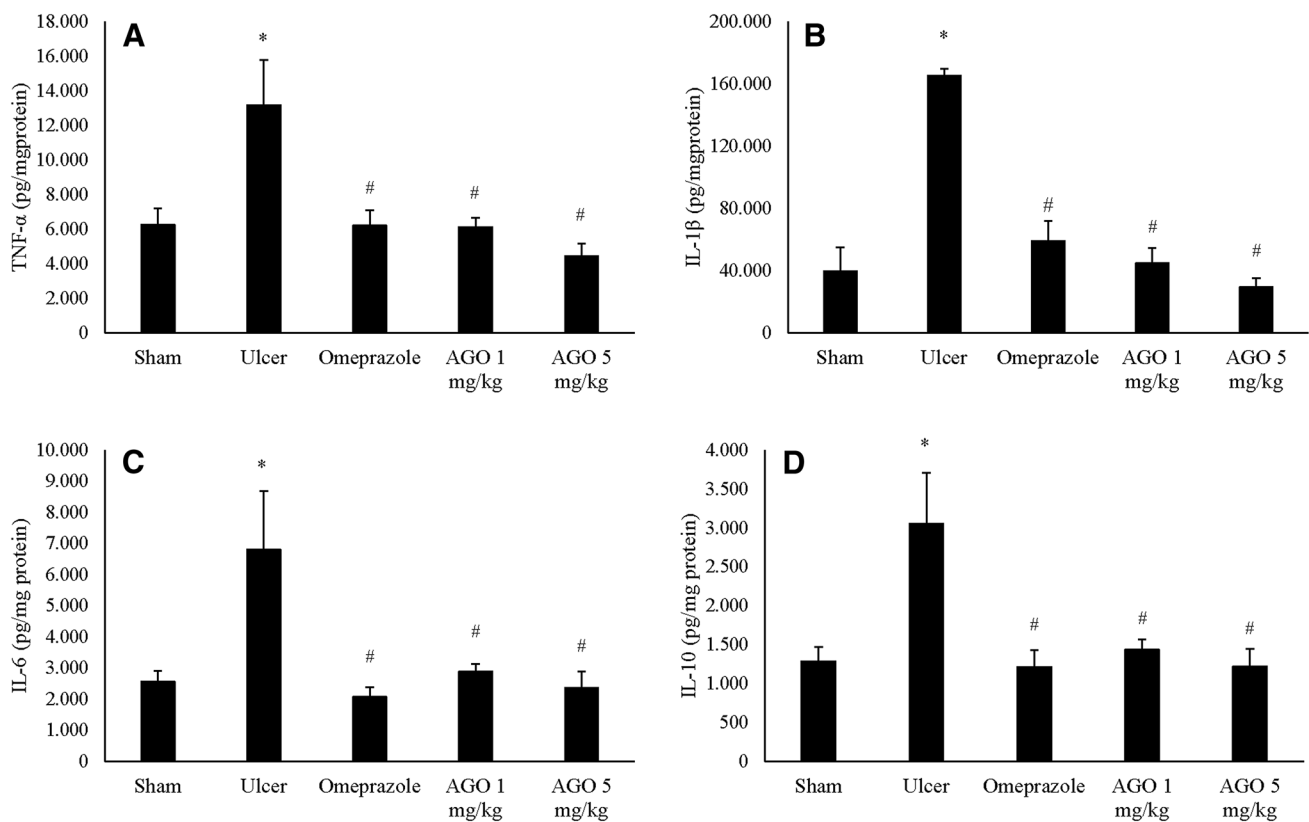 A
TNF-α (pg/mgprotein)
18.000
16.000
14.000
12.000
10.000
8.000
6.000
4.000
2.000
0
*
#
#
#
Sham
Ulcer
Omeprazole
AGO 1
mg/kg
AGO 5
mg/kg
B
IL-1β (pg/mgprotein)
200.000
160.000
120.000
80.000
40.000
0
*
#
#
#
Sham
Ulcer
Omeprazole
AGO 1
mg/kg
AGO 5
mg/kg
C
IL-6 (pg/mg protein)
10.000
9.000
8.000
7.000
6.000
5.000
4.000
3.000
2.000
1.000
0
*
#
#
#
Sham
Ulcer
Omeprazole
AGO 1
mg/kg
AGO 5
mg/kg
D
IL-10 (pg/mg protein)
4.000
3.500
3.000
2.500
2.000
1.500
1.000
500
0
*
#
#
#
Sham
Ulcer
Omeprazole
AGO 1
mg/kg
AGO 5
mg/kg